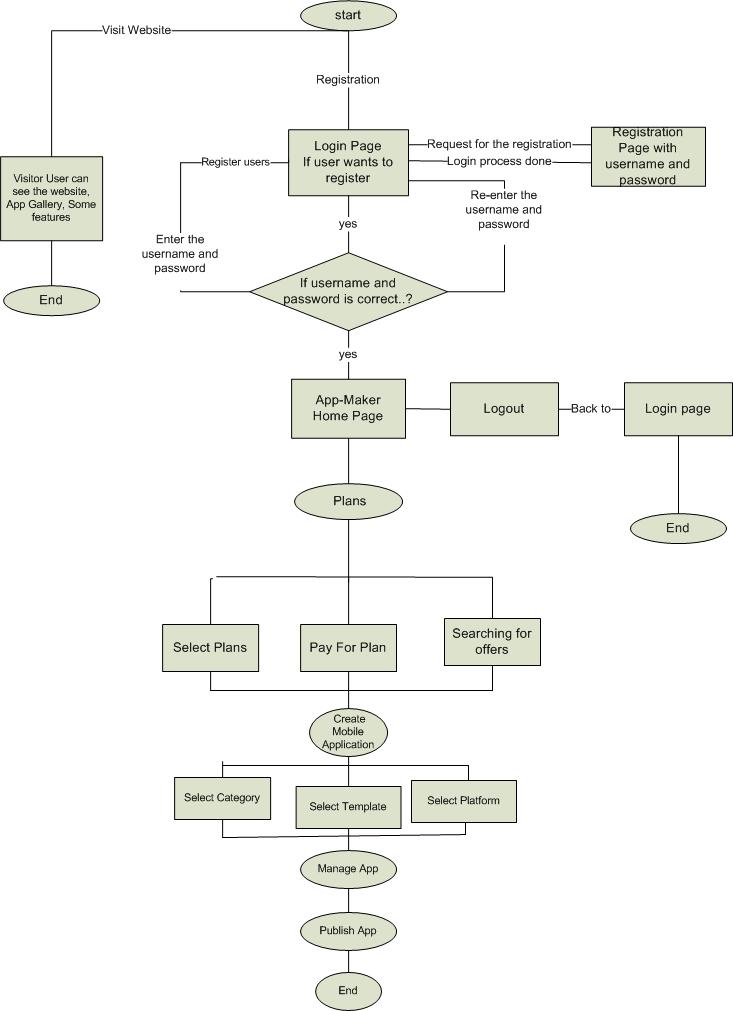 start
Visit Website
Registration
Login Page
If user wants to
register
Request for the registration
Login process done
Registration
Page with
username and
password
Register users
Re-enter the
username and
password
Visitor User can
see the website,
App Gallery, Some
features
yes
Enter the
username and
password
If username and
password is correct..?
End
yes
App-Maker
Home Page
Logout
Back to
Login page
Plans
End
Select Plans
Pay For Plan
Searching for
offers
Create
Mobile
Application
Select Category
Select Template
Select Platform
Manage App
Publish App
End